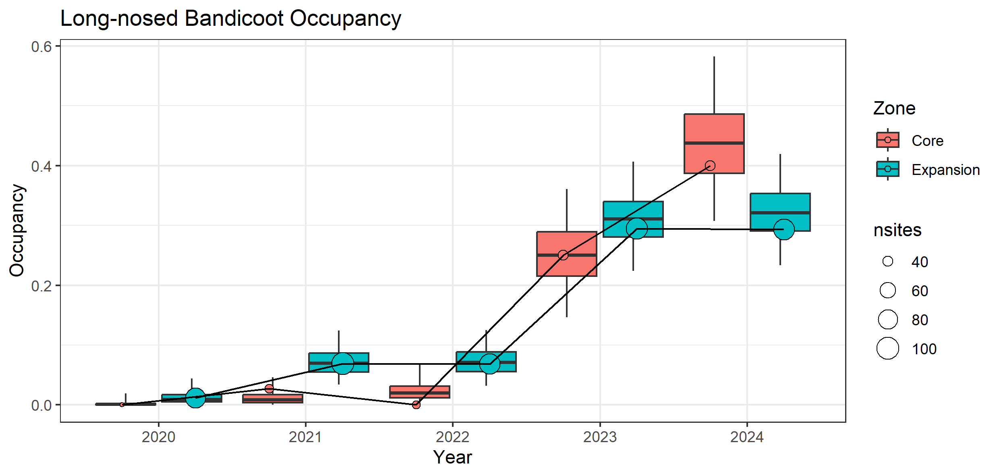 Long-nosed Bandicoot Occupancy
0.6
0.4
0.2
0.0
Occupancy
2020 2021 2022 2023 2024
Year
Zone
Core
Expansion
nsites
40
60
80
100